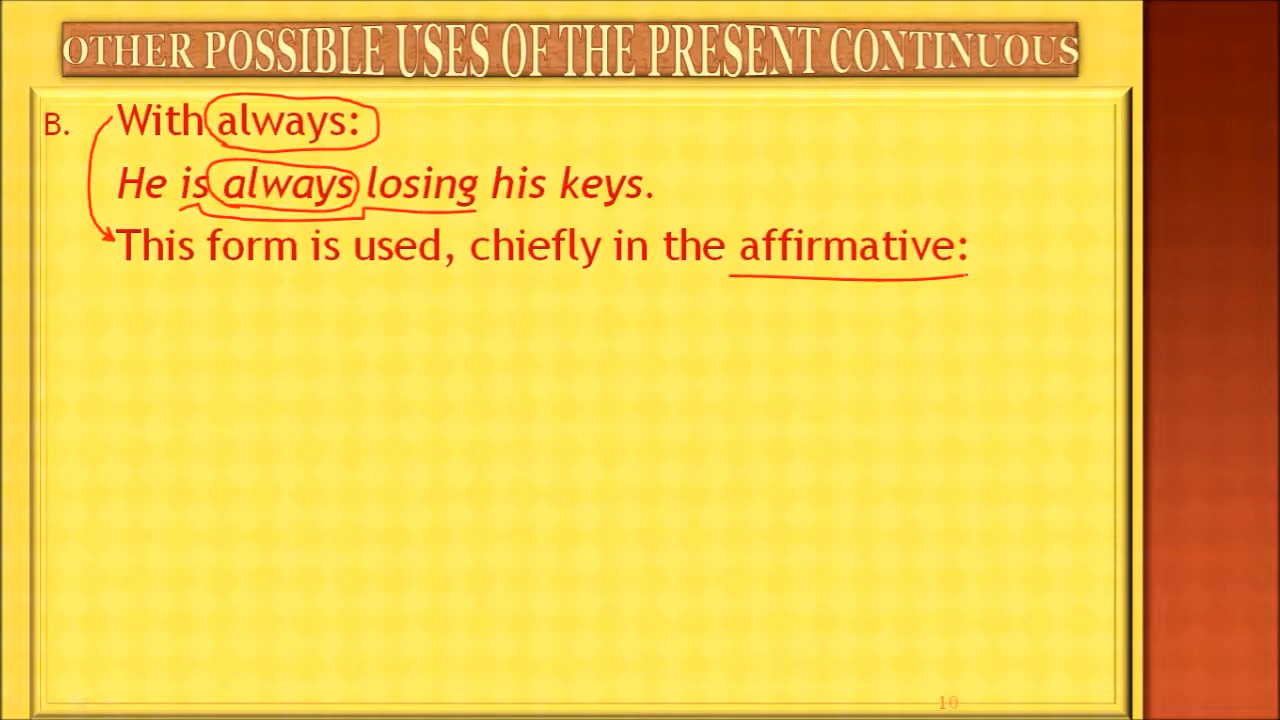 OTHER POSSIBLE USES OF THE PRESENT CONTINUOUS
B. With always:
He is always losing his keys.
This form is used, chiefly in the affirmative:
10